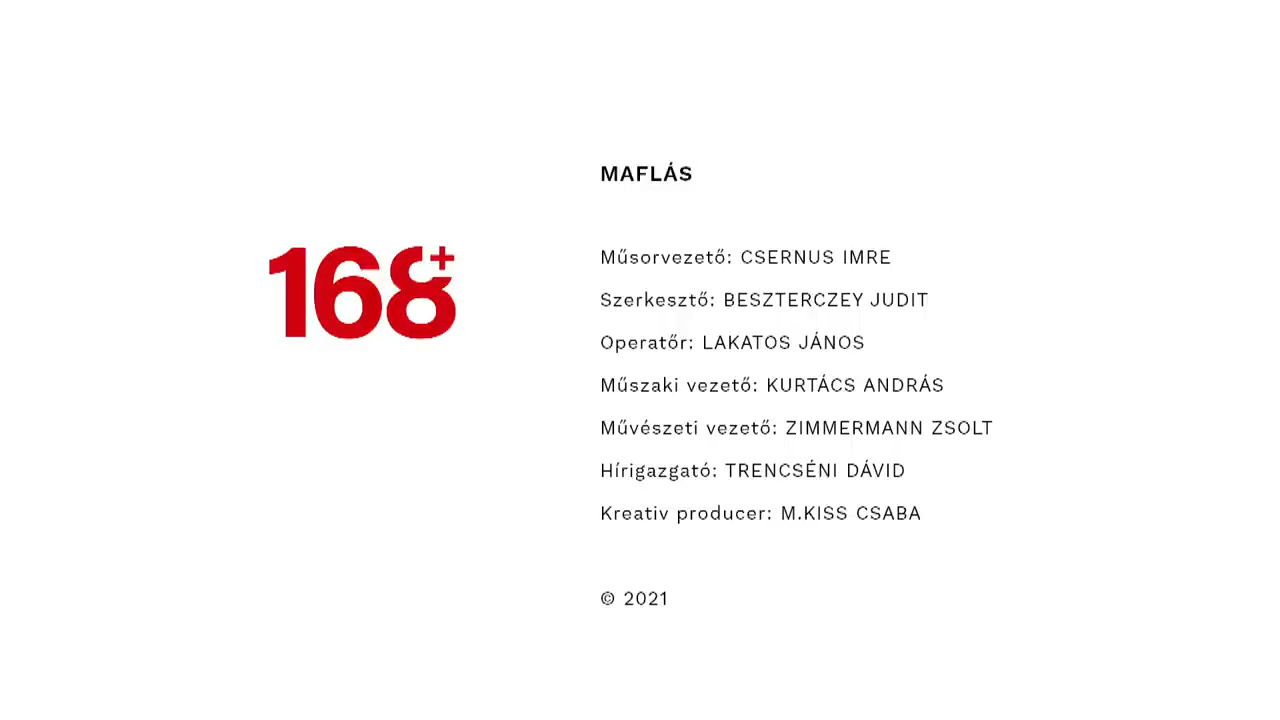 MAFLÁS
168+
Műsorvezető: CSERNUS IMRE
Szerkesztő: BESZTERCZEY JUDIT
Operatőr: LAKATOS JÁNOS
Műszaki vezető: KURTÁCS ANDRÁS
Művészeti vezető: ZIMMERMANN ZSOLT
Hírigazgató: TRENCSÉNI DÁVID
Kreativ producer: M.KISS CSABA
© 2021